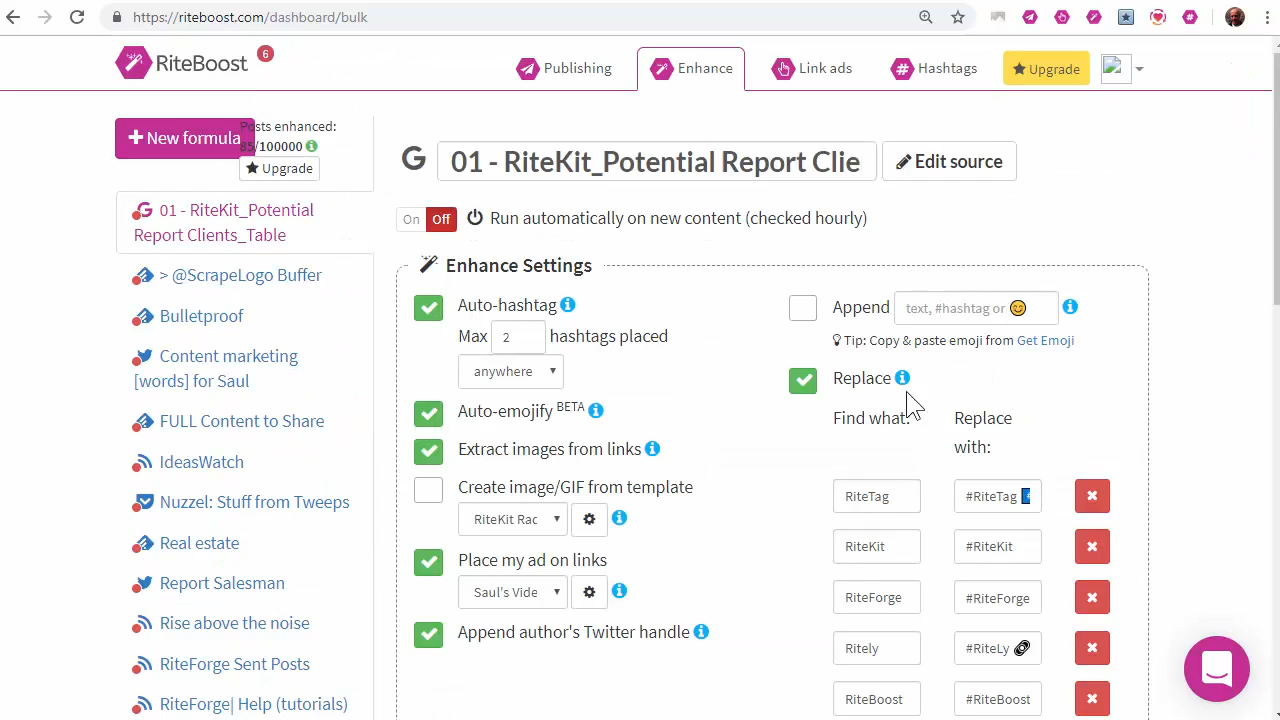 https://riteboost.com/dashboard/bulk
RiteBoost
6
Publishing
Enhance
Link ads
Hashtags
Upgrade
New formula
Posts enhanced:
85/100000
Upgrade
01 - RiteKit_Potential
Report Clients_Table
> @ScrapeLogo Buffer
Bulletproof
Content marketing
[words] for Saul
FULL Content to Share
IdeasWatch
Nuzzel: Stuff from Tweeps
Real estate
Report Salesman
Rise above the noise
RiteForge Sent Posts
RiteForge| Help (tutorials)
01 - RiteKit_Potential Report Clie
Edit source
On Off Run automatically on new content (checked hourly)
Enhance Settings
Auto-hashtag
Max 2 hashtags placed
anywhere
Auto-emojify BETA
Extract images from links
Create image/GIF from template
RiteKit Rac
Place my ad on links
Saul's Vide
Append author's Twitter handle
Append text, #hashtag or 😊
Tip: Copy & paste emoji from Get Emoji
Replace
Find what: Replace
with:
RiteTag #RiteTag
RiteKit #RiteKit
RiteForge #RiteForge
Ritely #RiteLy
RiteBoost #RiteBoost